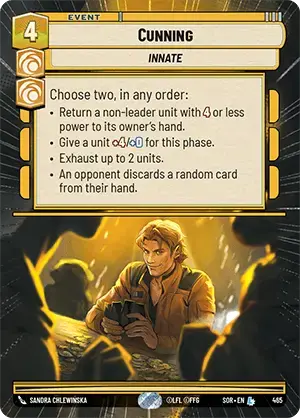 EVENT
4
CUNNING
INNATE
Choose two, in any order:
• Return a non-leader unit with 4 or less
power to its owner's hand.
• Give a unit +4/+0 for this phase.
• Exhaust up to 2 units.
• An opponent discards a random card
from their hand.
SANDRA CHLEWINSKA
©LFL ©FFG
SOR • EN
465